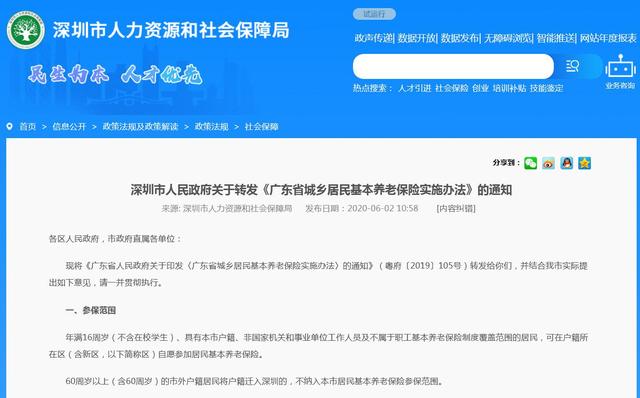 试运行
深圳市人力资源和社会保障局
政声传递| 数据开放| 数据发布| 无障碍浏览| 智能推送| 网站年度报表
民生为本 人才优先
热点搜索： 人才引进 社会保险 创业 培训补贴 技能鉴定
业务咨询
首页 > 信息公开 > 政策法规及政策解读 > 政策法规 > 社会保障
分享到：
深圳市人民政府关于转发《广东省城乡居民基本养老保险实施办法》的通知
来源: 深圳市人力资源和社会保障局 发布日期：2020-06-02 10:58 [内容纠错]
各区人民政府，市政府直属各单位：
现将《广东省人民政府关于印发〈广东省城乡居民基本养老保险实施办法〉的通知》（粤府〔2019〕105号）转发给你们，并结合我市实际提
出如下意见，请一并贯彻执行。
一、参保范围
年满16周岁（不含在校学生）、具有本市户籍、非国家机关和事业单位工作人员及不属于职工基本养老保险制度覆盖范围的居民，可在户籍所
在区（含新区，以下简称区）自愿参加居民基本养老保险。
60周岁以上（含60周岁）的市外户籍居民将户籍迁入深圳的，不纳入本市居民基本养老保险参保范围。